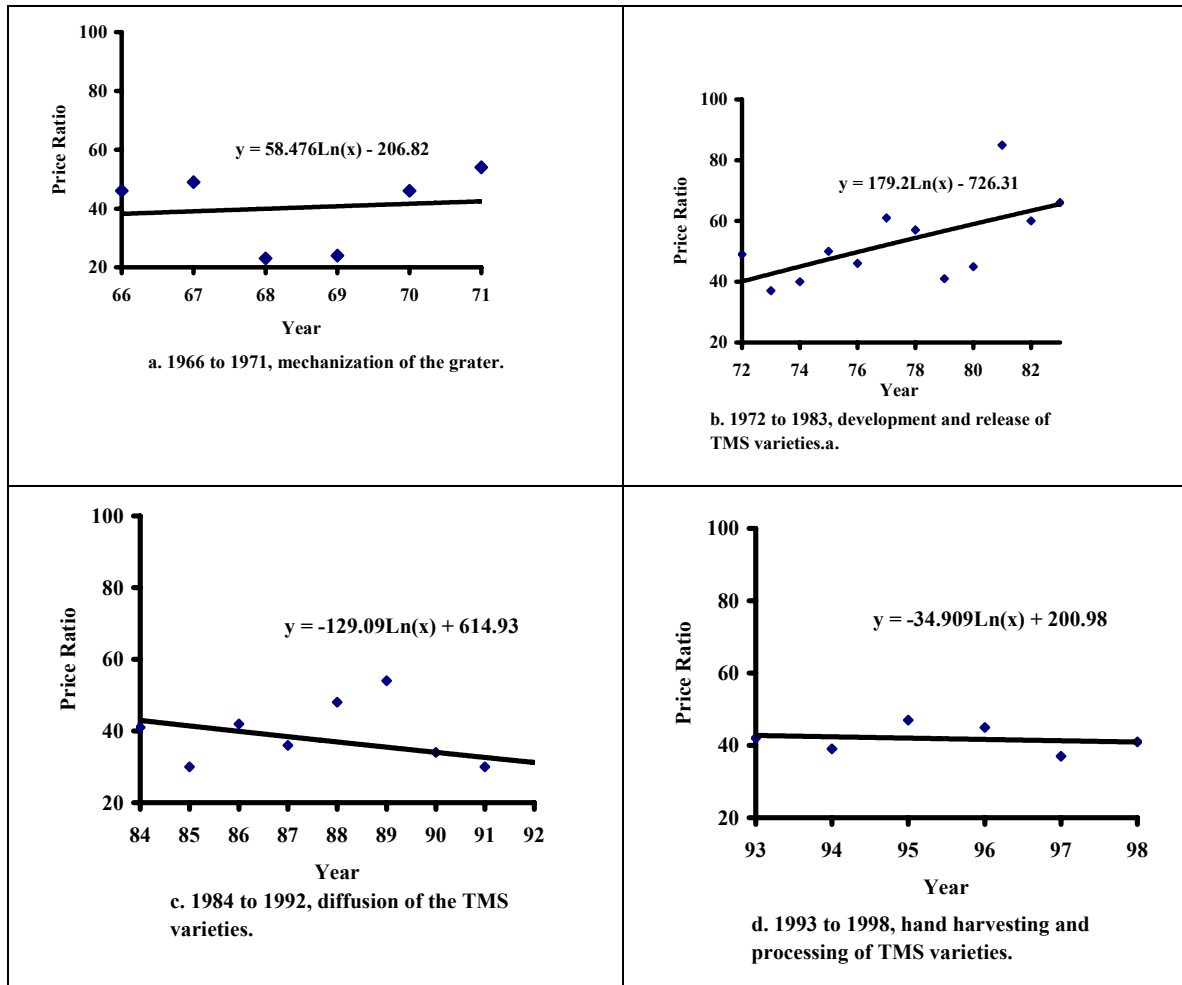 100
80
60
40
20
Price Ratio
y = 58.476Ln(x) - 206.82
66 67 68 69 70 71
Year
a. 1966 to 1971, mechanization of the grater.
100
80
60
40
20
Price Ratio
y = 179.2Ln(x) - 726.31
72 74 76 78 80 82
Year
b. 1972 to 1983, development and release of
TMS varieties.a.
100
80
60
40
20
Price Ratio
y = -129.09Ln(x) + 614.93
84 85 86 87 88 89 90 91 92
Year
c. 1984 to 1992, diffusion of the TMS
varieties.
100
80
60
40
20
Price Ratio
y = -34.909Ln(x) + 200.98
93 94 95 96 97 98
Year
d. 1993 to 1998, hand harvesting and
processing of TMS varieties.